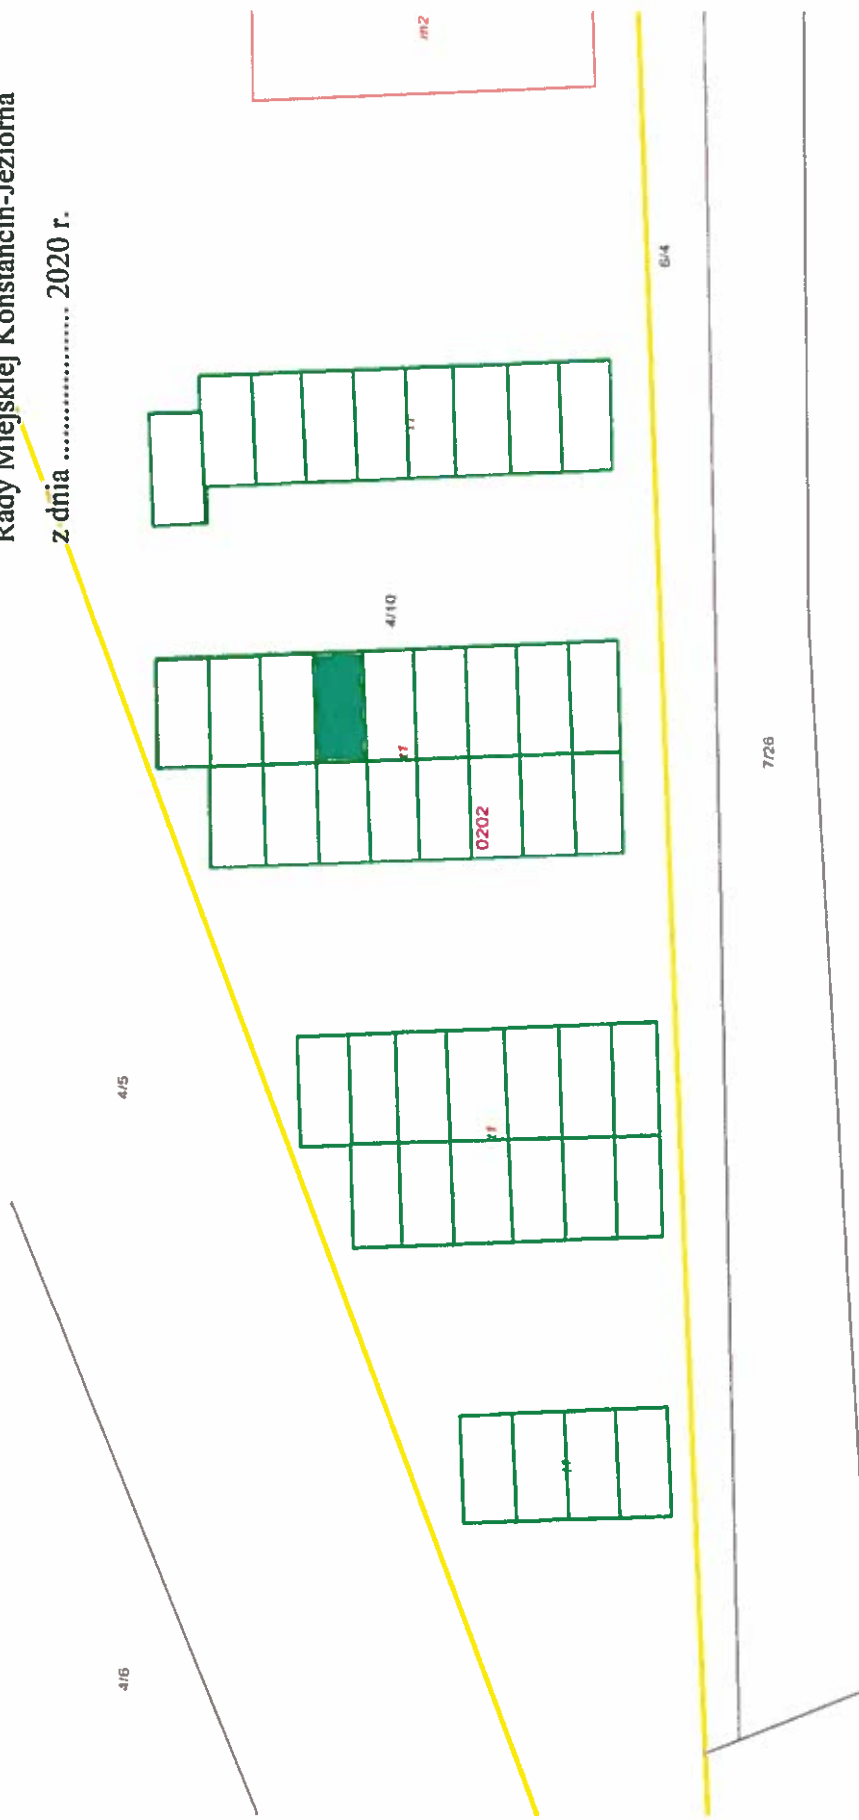 Rady Miejskiej Konstancin-Jeziorna
z dnia ..................... 2020 r.
m2
6/4
4/10
7/26
0202
4/5
4/6